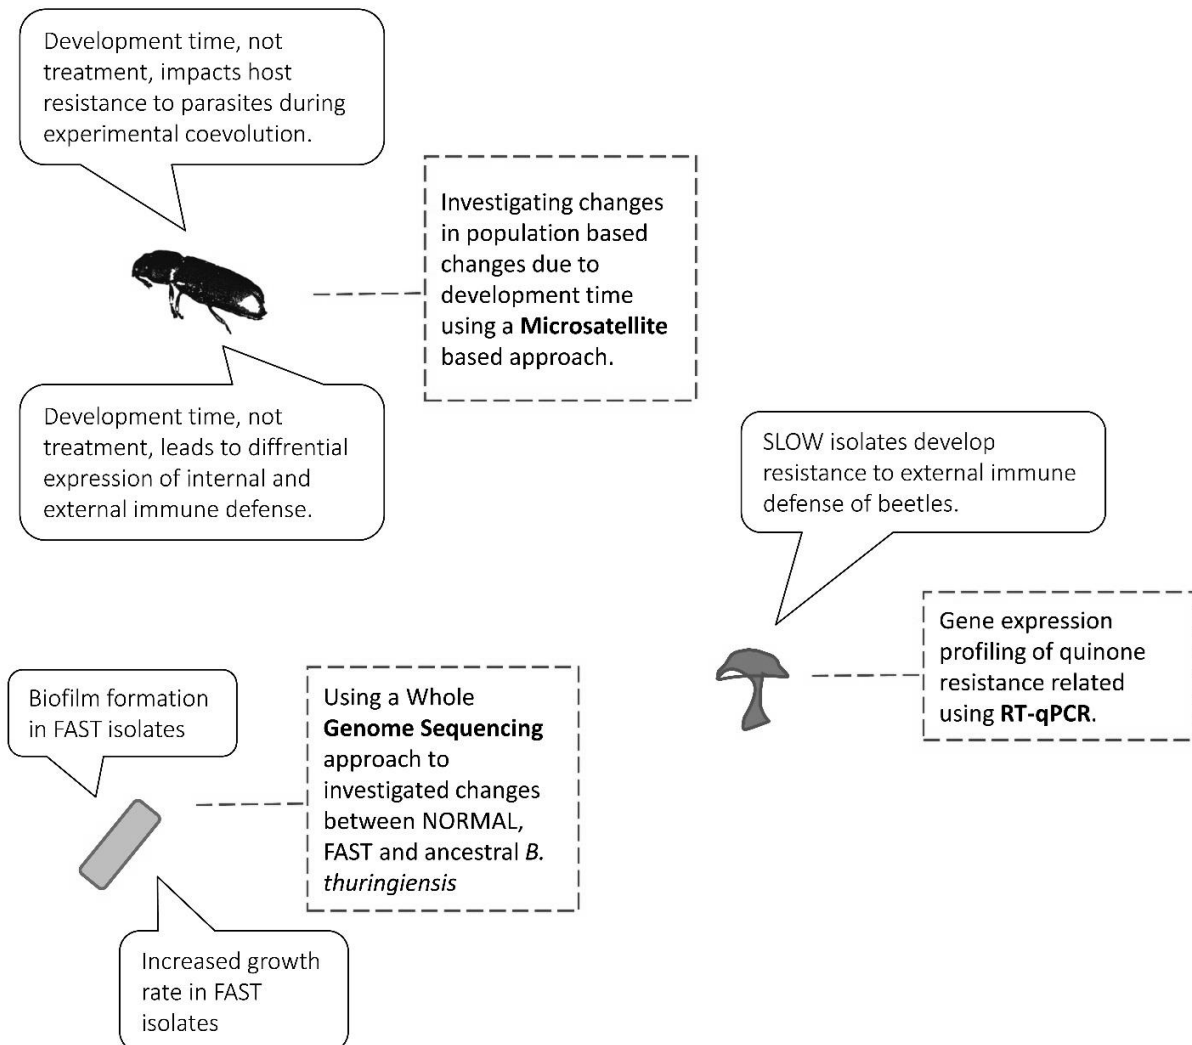 Development time, not
treatment, impacts host
resistance to parasites during
experimental coevolution.
Investigating changes
in population based
changes due to
development time
using a Microsatellite
based approach.
Development time, not
treatment, leads to diffrential
expression of internal and
external immune defense.
SLOW isolates develop
resistance to external immune
defense of beetles.
Gene expression
profiling of quinone
resistance related
using RT-qPCR.
Biofilm formation
in FAST isolates
Using a Whole
Genome Sequencing
approach to
investigated changes
between NORMAL,
FAST and ancestral B.
thuringiensis
Increased growth
rate in FAST
isolates